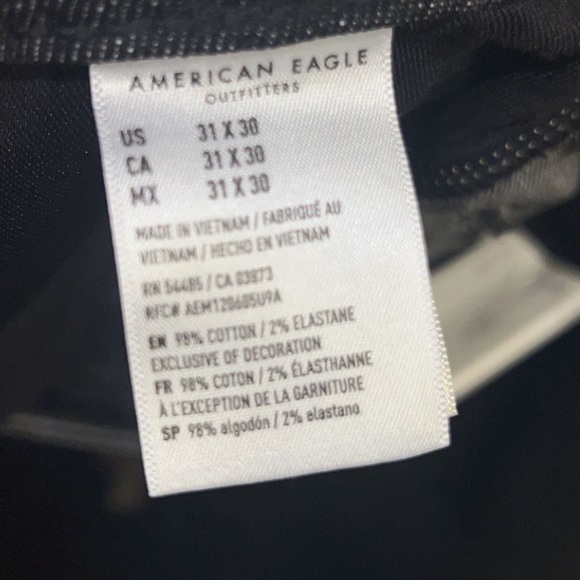 AMERICAN EAGLE
OUTFITTERS
US 31 X 30
CA 31 X 30
MX 31 X 30
MADE IN VIETNAM / FABRIQUÉ AU
VIETNAM / HECHO EN VIETNAM
RN 54485 / CA 03873
RFC# AEM120605U9A
EN 98% COTTON / 2% ELASTANE
EXCLUSIVE OF DECORATION
FR 98% COTON / 2% ÉLASTHANNE
À L'EXCEPTION DE LA GARNITURE
SP 98% algodón / 2% elastano